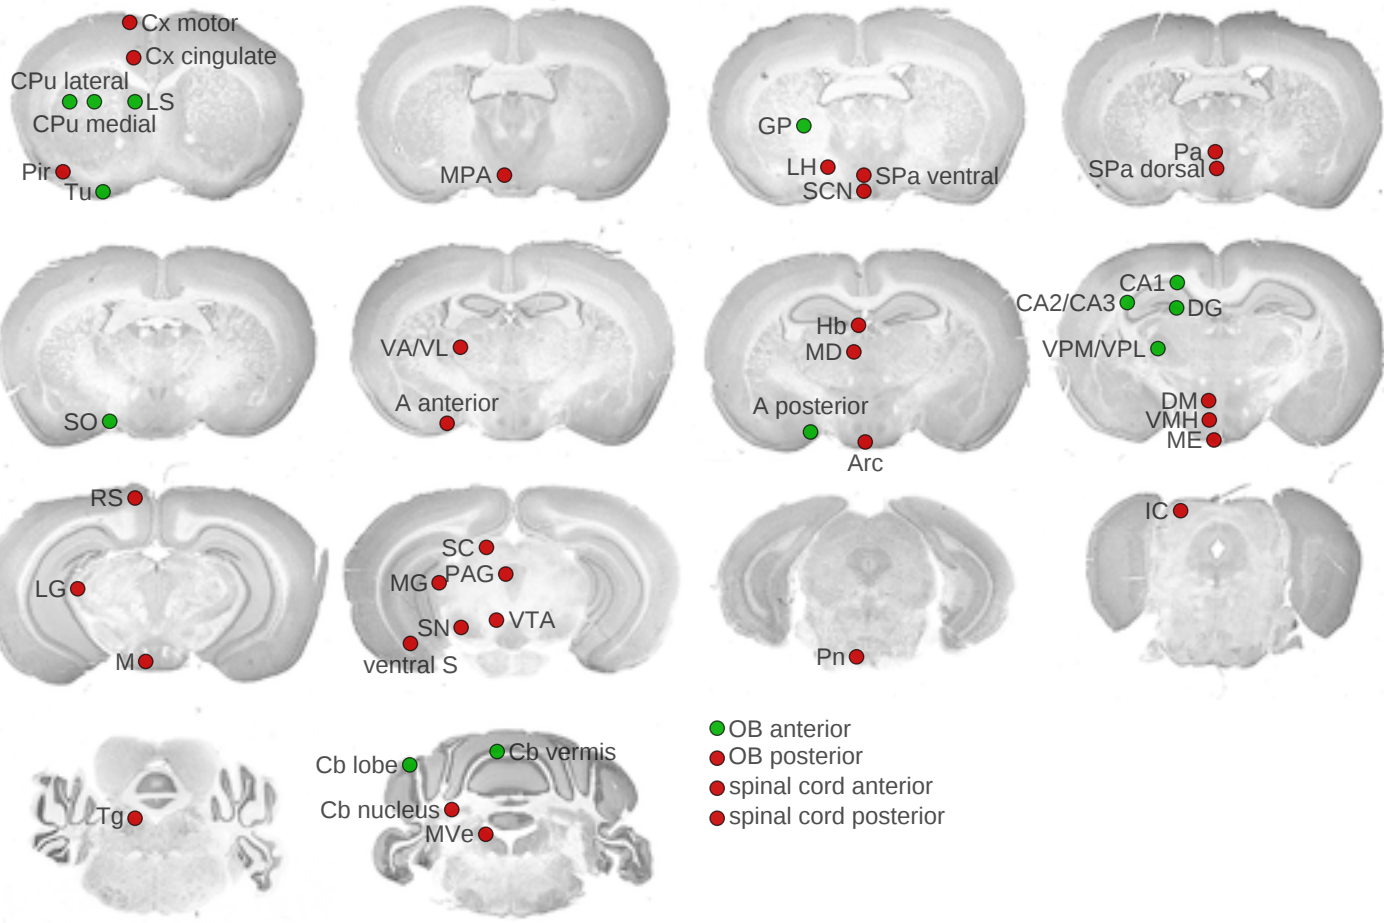 Cx motor
Cx cingulate
CPu lateral
LS
CPu medial
Pir
Tu
MPA
GP
LH
SPa ventral
SCN
Pa
SPa dorsal
SO
VA/VL
A anterior
Hb
MD
A posterior
Arc
CA1
CA2/CA3
DG
VPM/VPL
DM
VMH
ME
RS
LG
M
SC
MG
PAG
SN
VTA
ventral S
Pn
IC
Tg
Cb lobe
Cb vermis
Cb nucleus
MVe
OB anterior
OB posterior
spinal cord anterior
spinal cord posterior